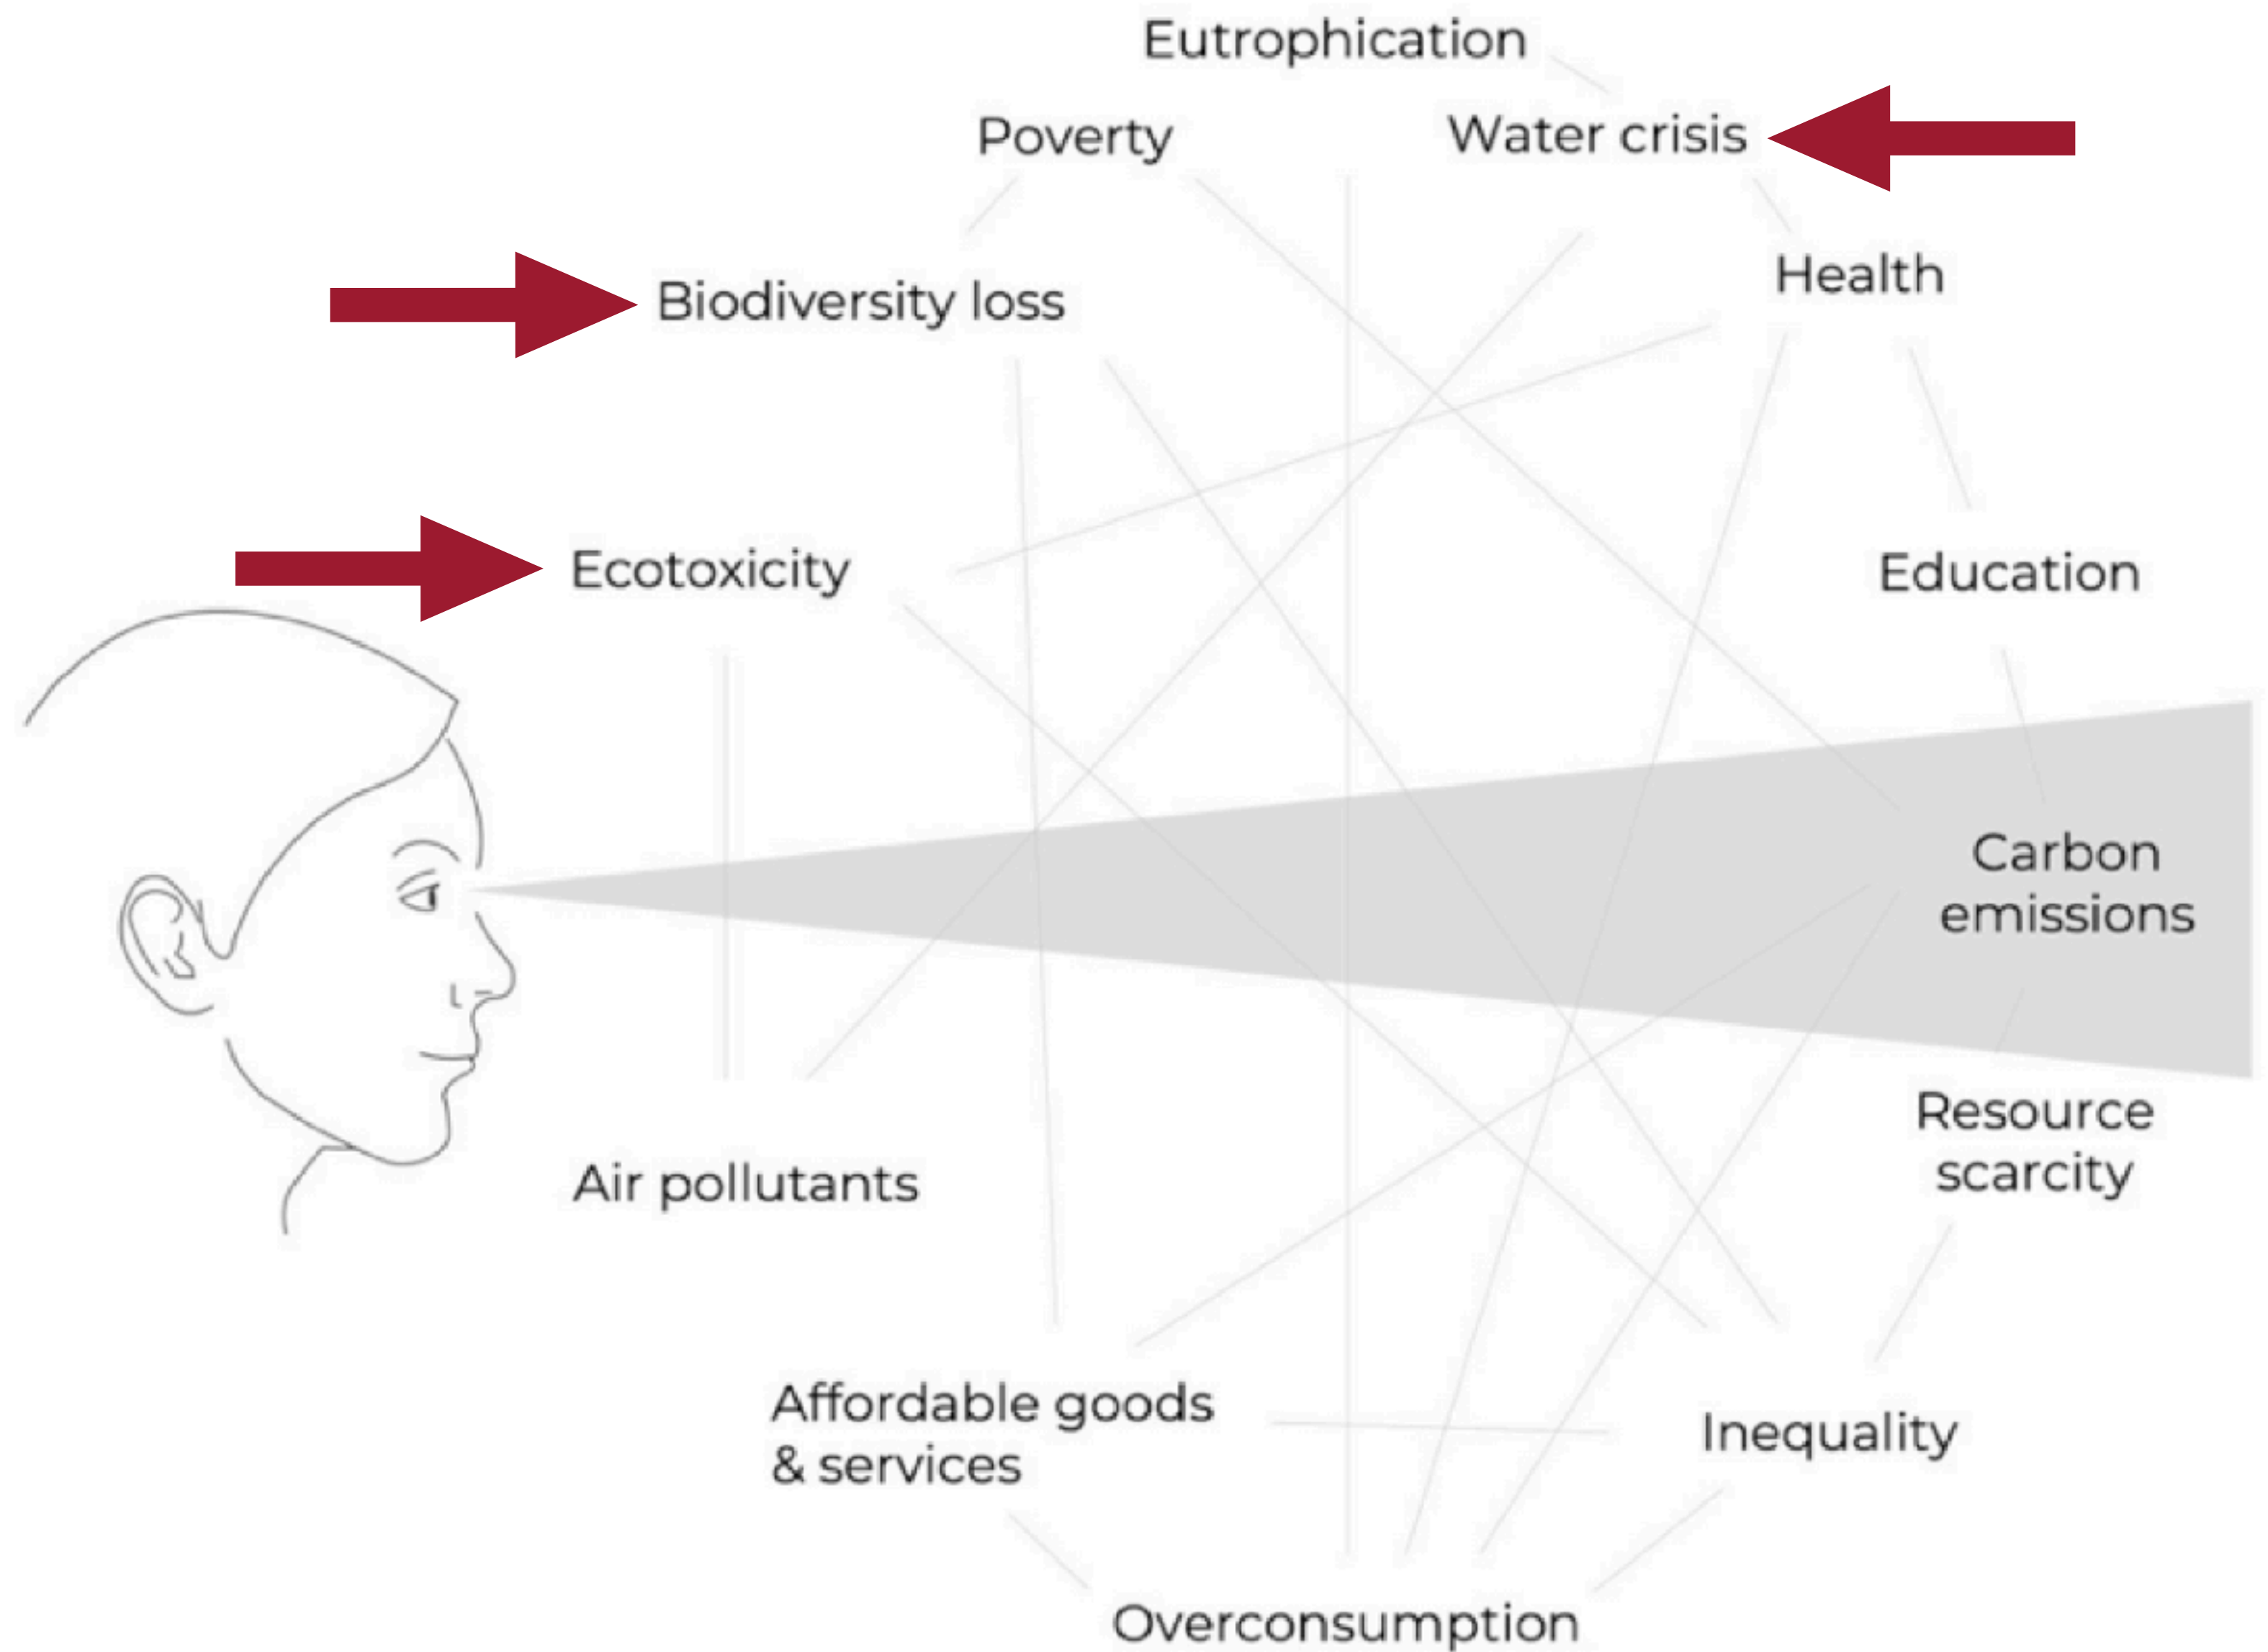 Eutrophication
Poverty
Water crisis
Biodiversity loss
Health
Ecotoxicity
Education
Carbon
emissions
Resource
scarcity
Air pollutants
Affordable goods
& services
Inequality
Overconsumption